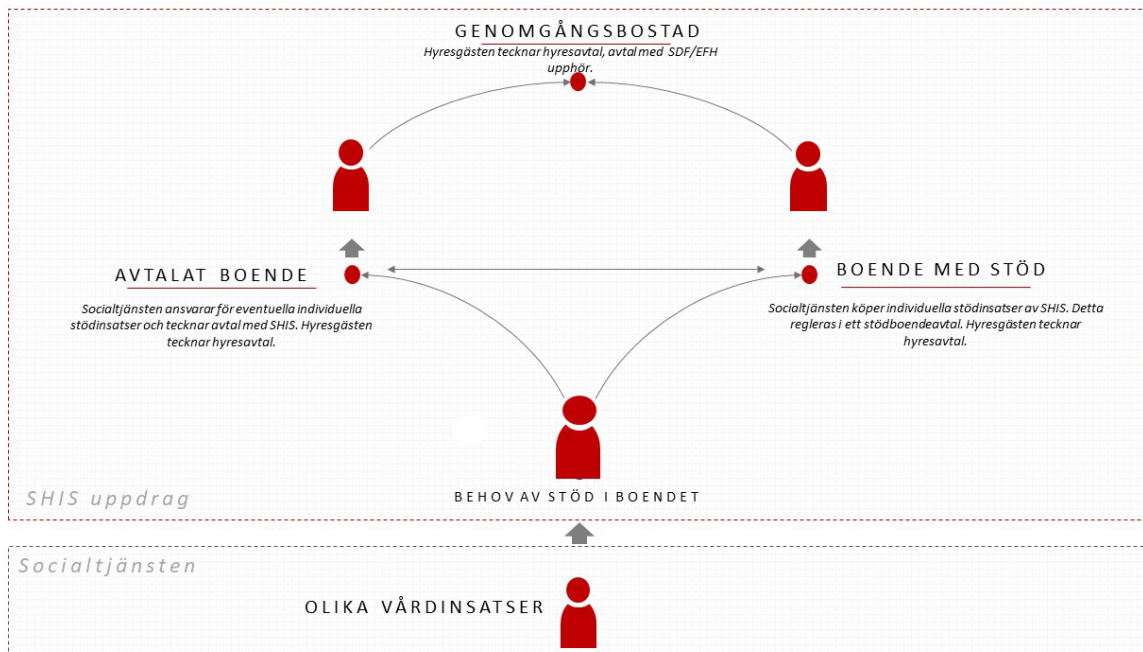 GENOMGÅNGSBOSTAD
Hyresgästen tecknar hyresavtal, avtal med SDF/EFH
upphör.
AVTALAT BOENDE
Socialtjänsten ansvarar för eventuella individuella
stödinsatser och tecknar avtal med SHIS. Hyresgästen
tecknar hyresavtal.
BOENDE MED STÖD
Socialtjänsten köper individuella stödinsatser av SHIS. Detta
regleras i ett stödboendeavtal. Hyresgästen tecknar
hyresavtal.
SHIS uppdrag
BEHOV AV STÖD I BOENDET
Socialtjänsten
OLIKA VÅRDINSATSER